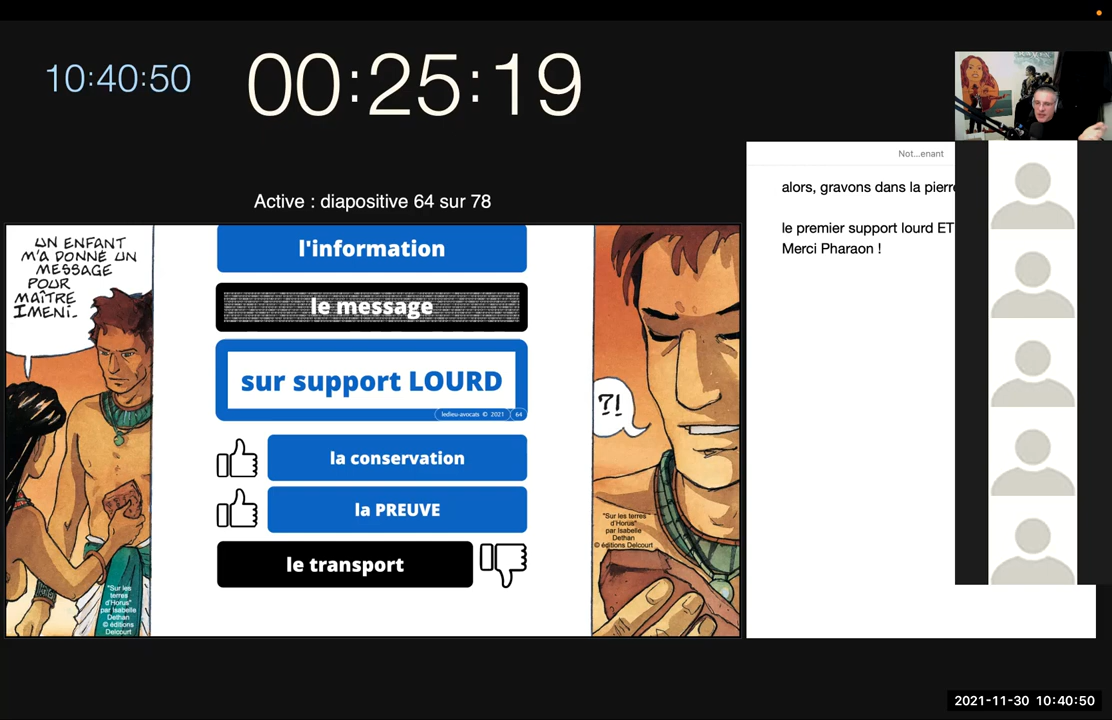 10:40:50
00:25:19
Active : diapositive 64 sur 78
UN ENFANT
M'A DONNÉ UN
MESSAGE
POUR
MAÎTRE
IMENI..
"Sur les
terres
d'Horus"
par Isabelle
Dethan
© éditions
Delcourt
l'information
le message
sur support LOURD
ledieu-avocats © 2021 64
la conservation
la PREUVE
le transport
?!
"Sur les terres
d'Horus"
par Isabelle
Dethan
© éditions Delcourt
Not...enant
alors, gravons dans la pierre
le premier support lourd ET
Merci Pharaon !
2021-11-30 10:40:50